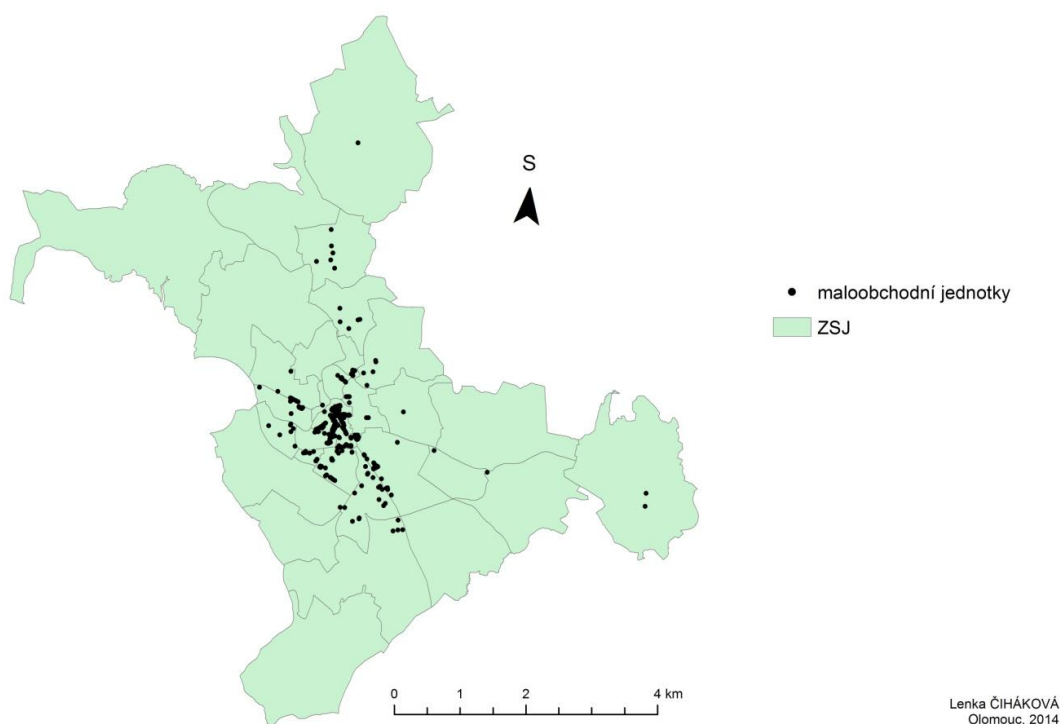 S
maloobchodní jednotky
ZSJ
0 1 2 4 km
Lenka ČIHÁKOVÁ
Olomouc, 2014